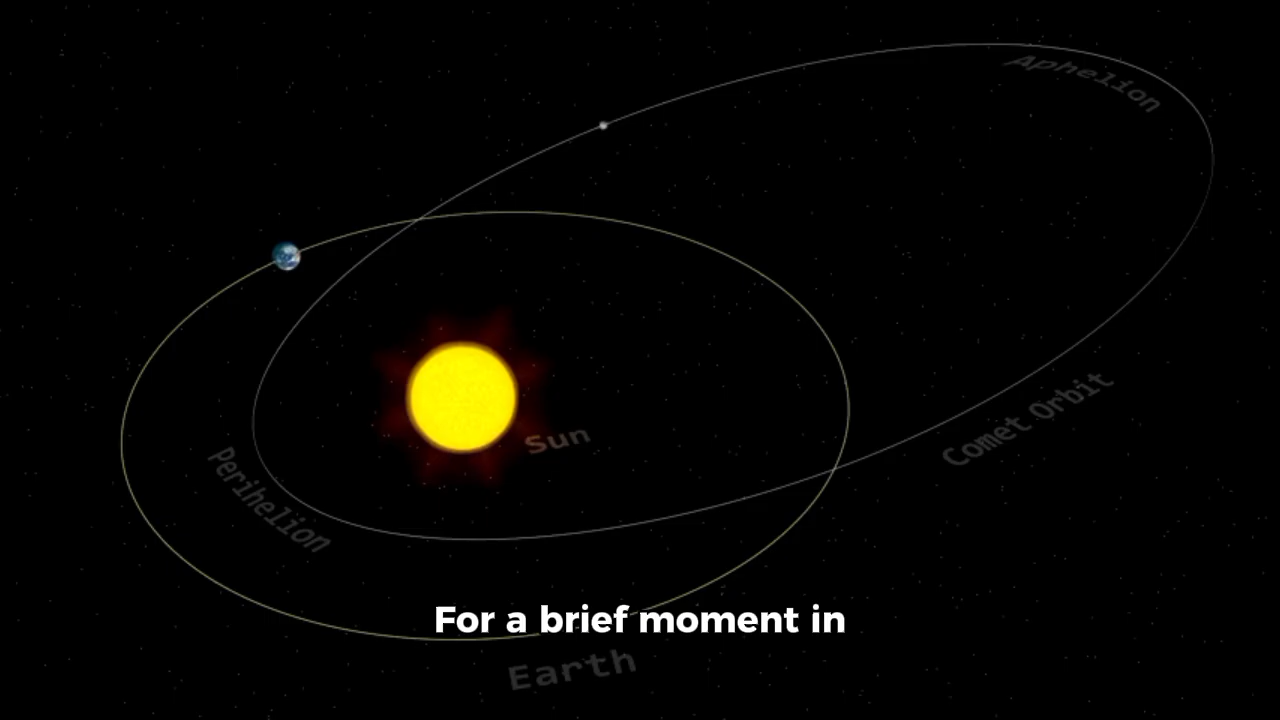 Aphelion
Comet Orbit
Sun
Perihelion
For a brief moment in
Earth